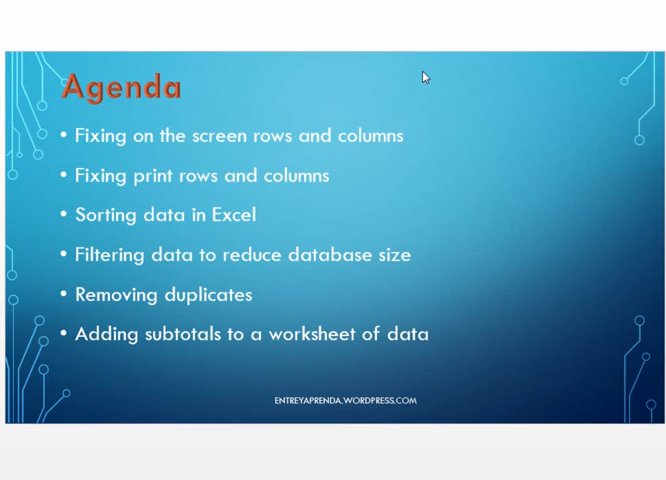 Agenda
• Fixing on the screen rows and columns
• Fixing print rows and columns
• Sorting data in Excel
• Filtering data to reduce database size
• Removing duplicates
• Adding subtotals to a worksheet of data
ENTREYAPRENDA.WORDPRESS.COM